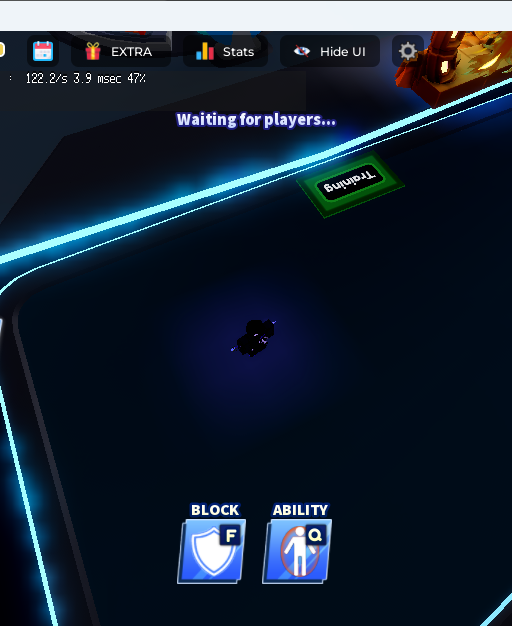 EXTRA
Stats
Hide UI
: 122.2/s 3.9 msec 47%
Waiting for players...
Training
BLOCK
ABILITY
F
Q